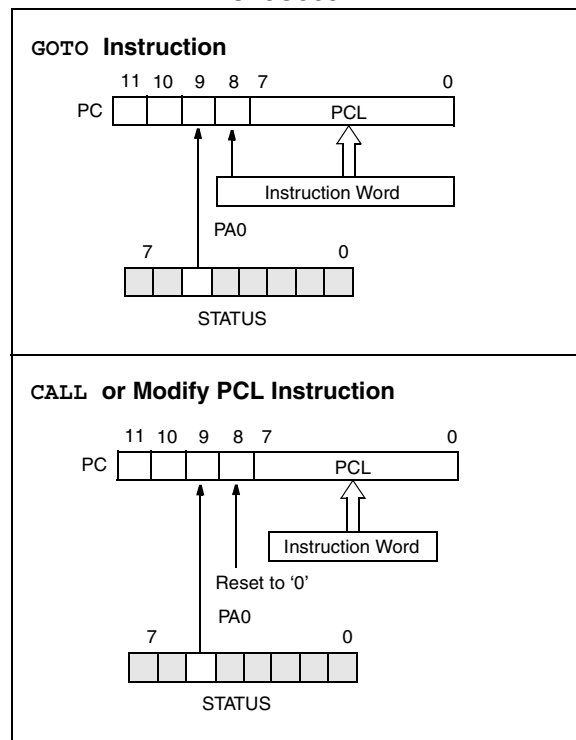 GOTO Instruction
11 10 9 8 7 0
PC PCL
Instruction Word
PA0
7 0
STATUS
CALL or Modify PCL Instruction
11 10 9 8 7 0
PC PCL
Instruction Word
Reset to ‘0’
PA0
7 0
STATUS